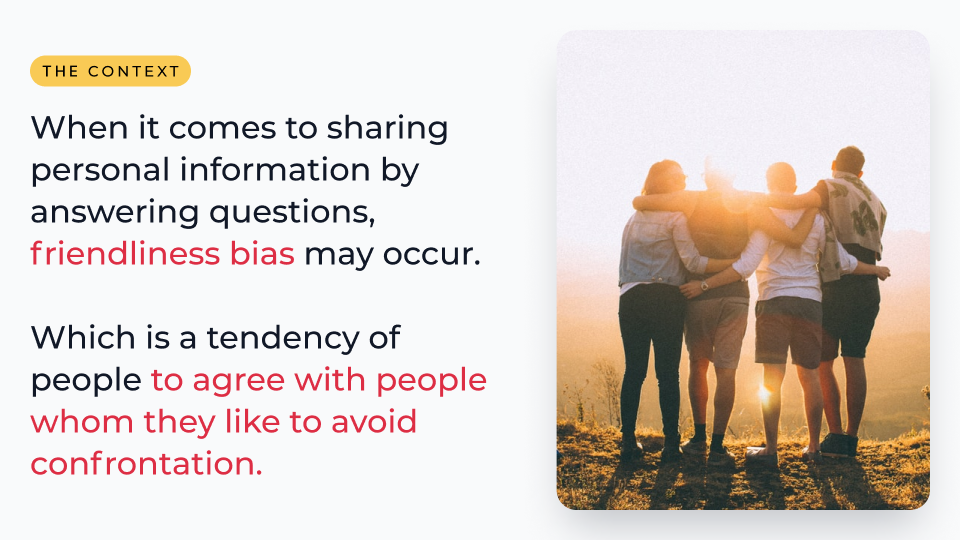 THE CONTEXT
When it comes to sharing
personal information by
answering questions,
friendliness bias may occur.
Which is a tendency of
people to agree with people
whom they like to avoid
confrontation.